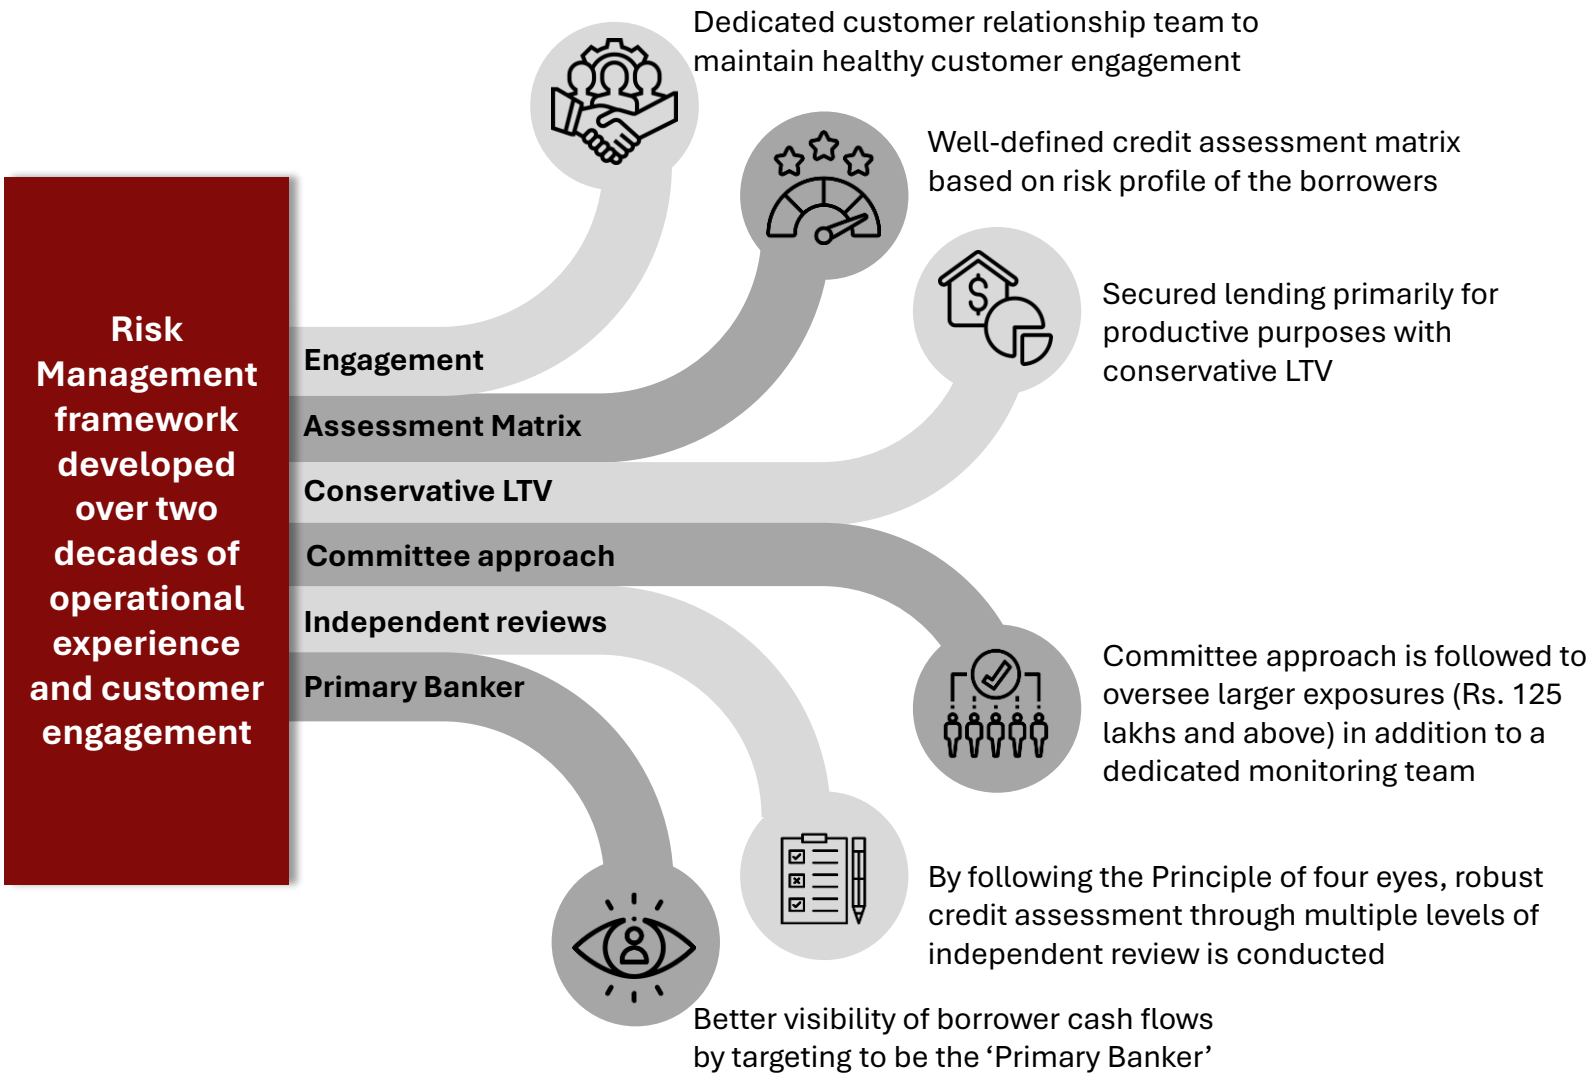 Risk
Management
framework
developed
over two
decades of
operational
experience
and customer
engagement
Engagement
Assessment Matrix
Conservative LTV
Committee approach
Independent reviews
Primary Banker
Dedicated customer relationship team to
maintain healthy customer engagement
Well-defined credit assessment matrix
based on risk profile of the borrowers
$
Secured lending primarily for
productive purposes with
conservative LTV
Committee approach is followed to
oversee larger exposures (Rs. 125
lakhs and above) in addition to a
dedicated monitoring team
By following the Principle of four eyes, robust
credit assessment through multiple levels of
independent review is conducted
Better visibility of borrower cash flows
by targeting to be the ‘Primary Banker’